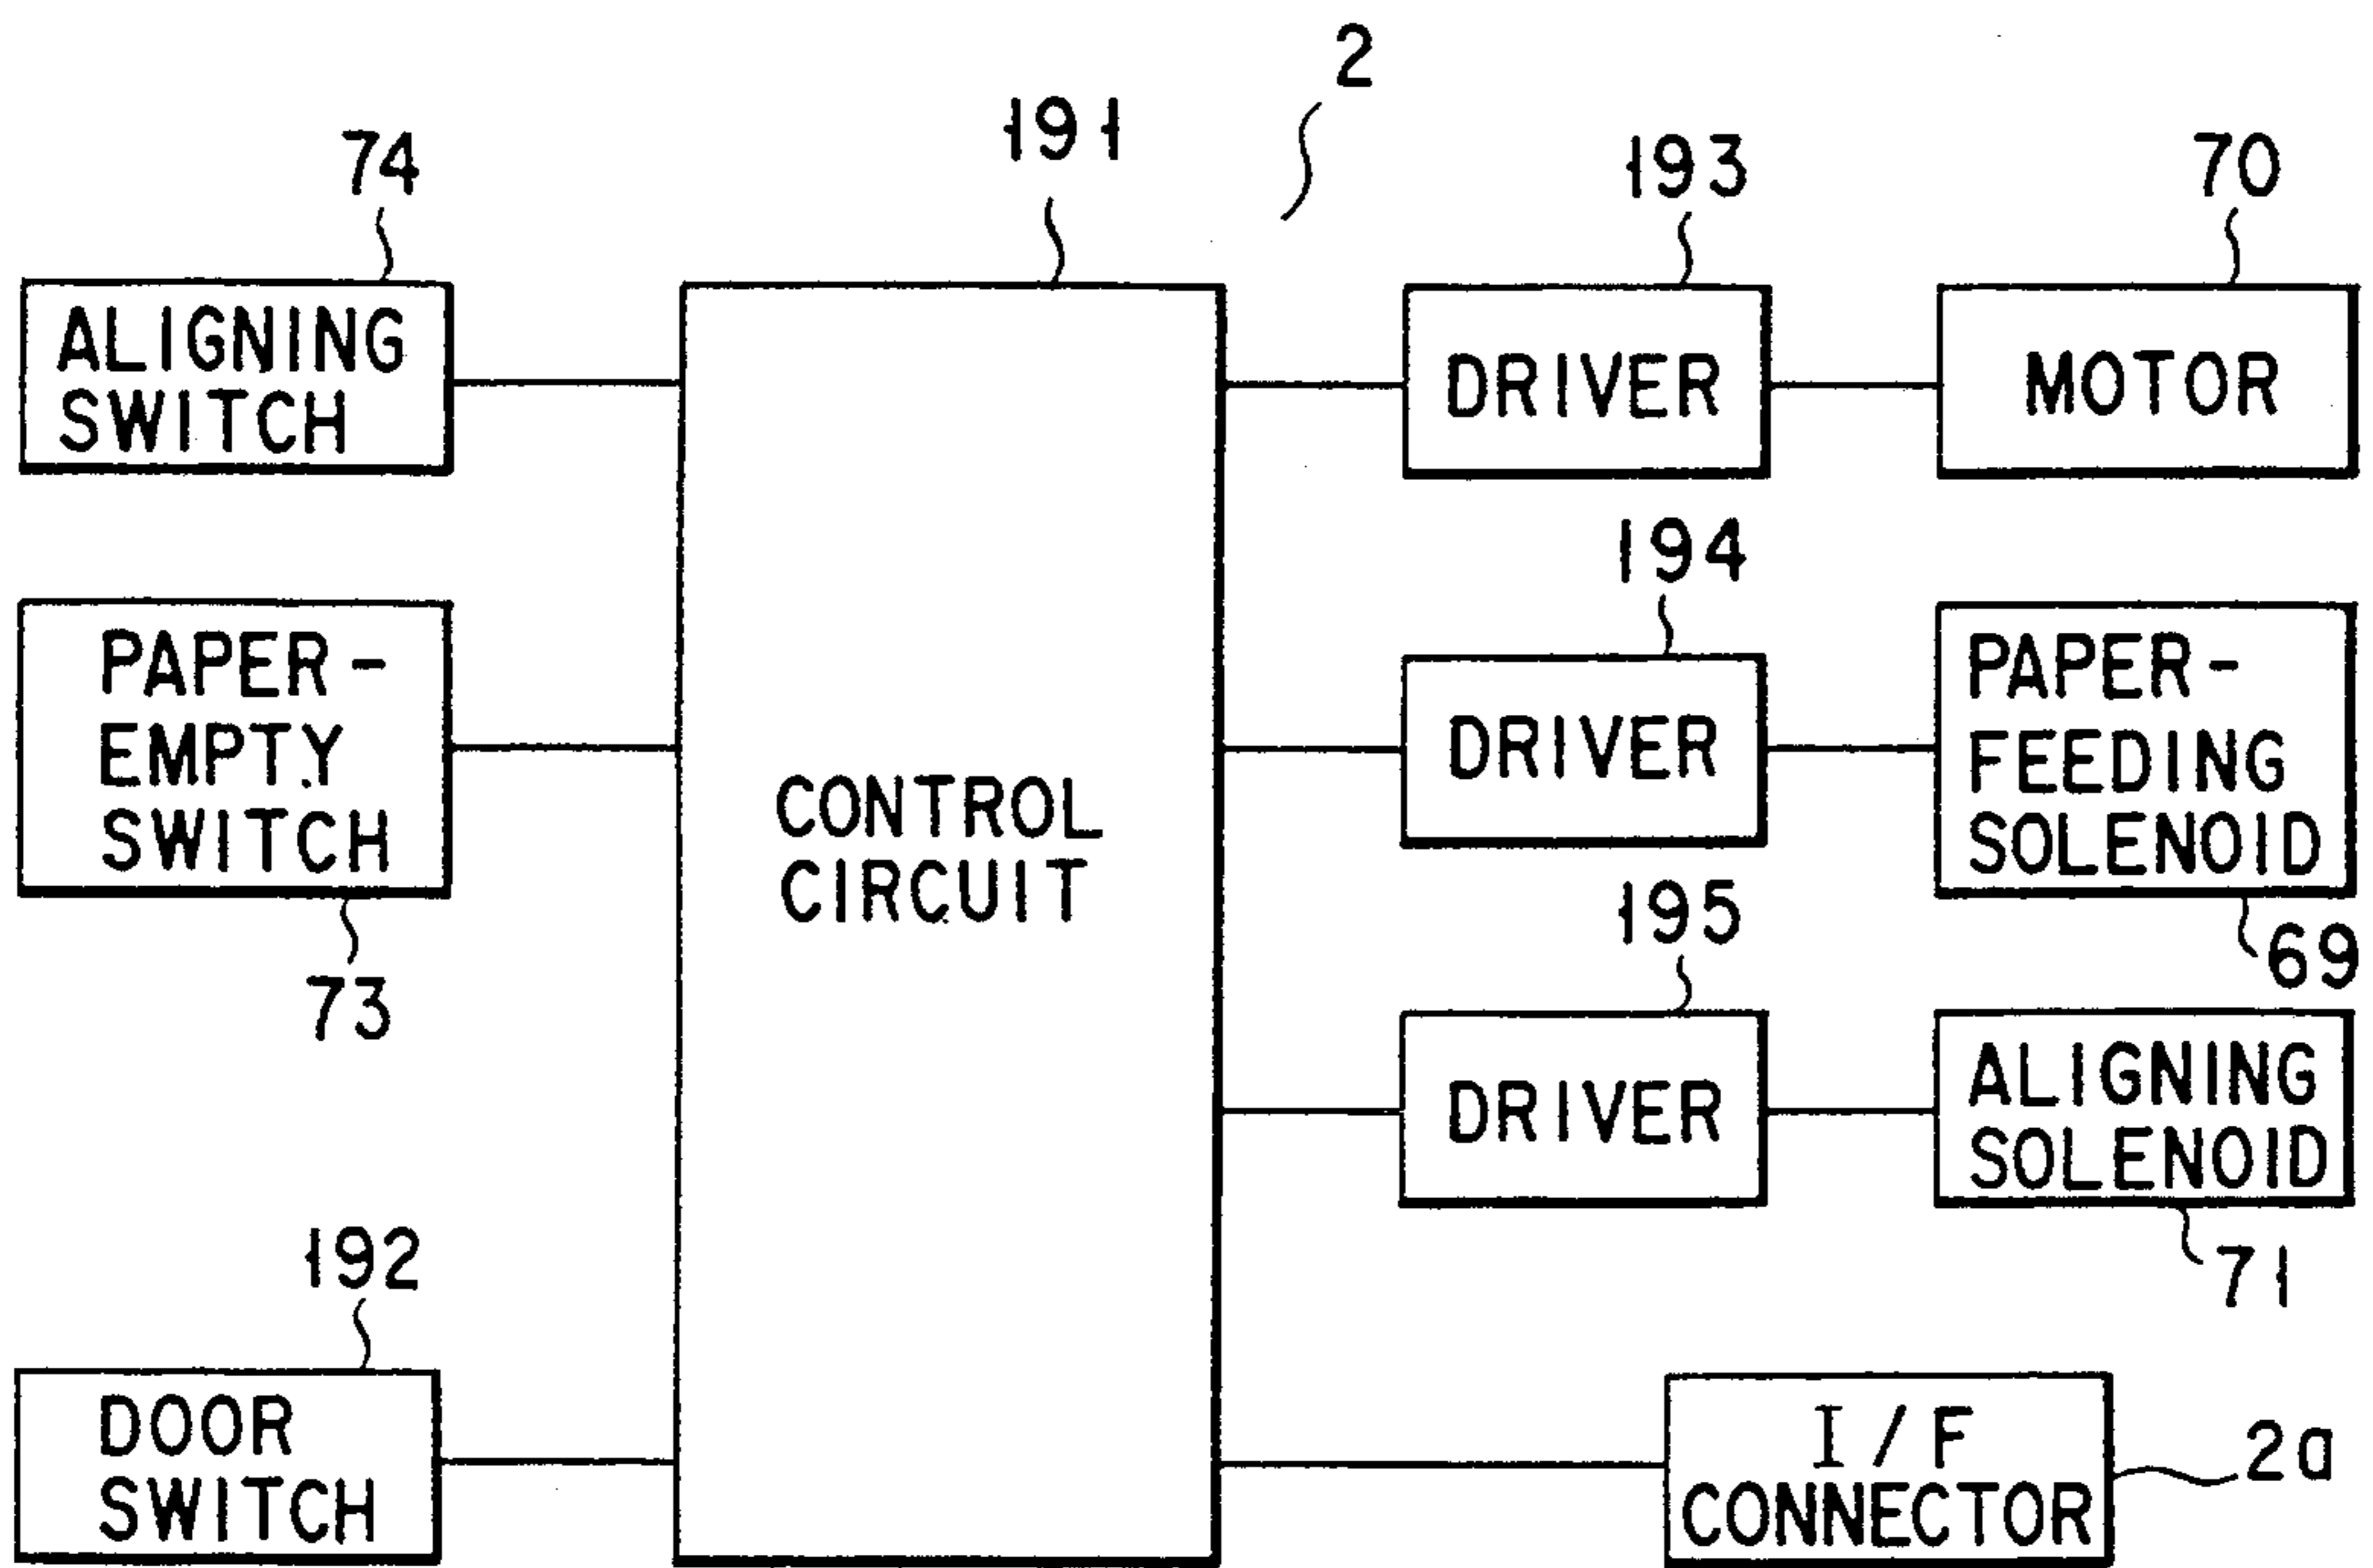 2
191
74
193
70
ALIGNING
SWITCH
DRIVER
MOTOR
194
PAPER-
EMPTY
SWITCH
73
CONTROL
CIRCUIT
DRIVER
PAPER-
FEEDING
SOLENOID
69
195
DRIVER
ALIGNING
SOLENOID
71
192
DOOR
SWITCH
I/F
CONNECTOR
2a